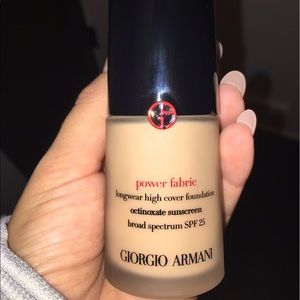 power fabric
longwear high cover foundation
octinoxate sunscreen
broad spectrum SPF 25
GIORGIO ARMANI